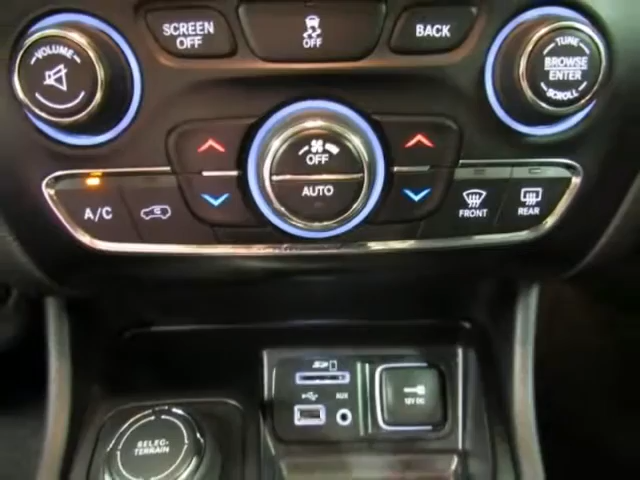 SCREEN
OFF
OFF
BACK
VOLUME
TUNE
BROWSE
ENTER
SCROLL
OFF
AUTO
A/C
FRONT
REAR
AUX
12V DC
SELEC-
TERRAIN